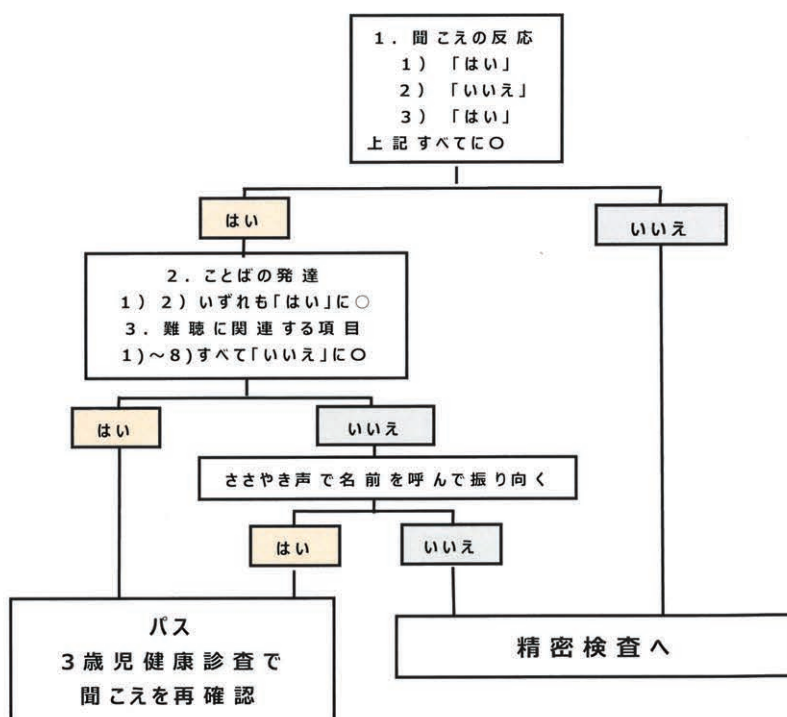 1. 聞こえの反応
1) 「はい」
2) 「いいえ」
3) 「はい」
上記すべてに〇
はい
いいえ
2. ことばの発達
1) 2) いずれも「はい」に○
3. 難聴に関連する項目
1)~8)すべて「いいえ」に〇
はい
いいえ
ささやき声で名前を呼んで振り向く
はい
いいえ
パス
3歳児健康診査で
聞こえを再確認
精密検査へ